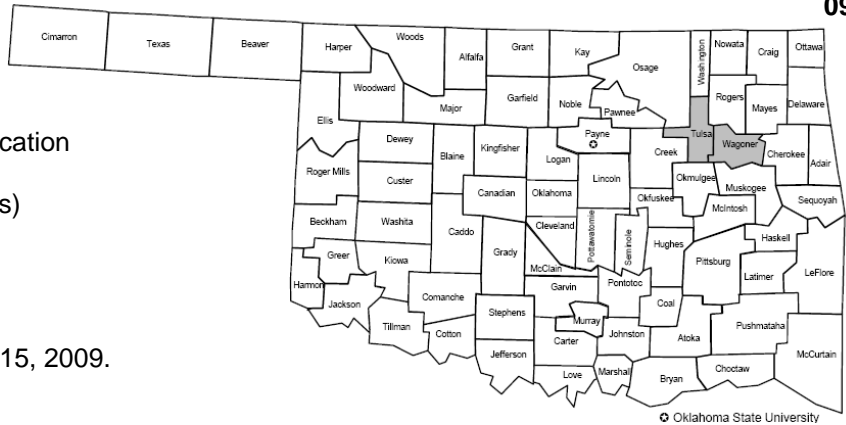 09
Cimarron
Texas
Beaver
Harper
Woods
Alfalfa
Grant
Kay
Osage
Washington
Nowata
Craig
Ottawa
Woodward
Major
Garfield
Noble
Pawnee
Rogers
Mayes
Delaware
Ellis
cation
Dewey
Blaine
Kingfisher
Logan
Payne
Creek
Tulsa
Wagoner
Cherokee
Adair
Roger Mills
s)
Custer
Canadian
Oklahoma
Lincoln
Okfuskee
Okmulgee
Muskogee
McIntosh
Sequoyah
Beckham
Washita
Caddo
Grady
Cleveland
McClain
Pottawatomie
Seminole
Hughes
Pittsburg
Haskell
Latimer
LeFlore
Greer
Kiowa
Harmon
Jackson
Comanche
Garvin
Pontotoc
Coal
Tillman
Cotton
Stephens
Murray
Johnston
Atoka
Pushmataha
McCurtain
15, 2009.
Jefferson
Carter
Love
Marshal
Bryan
Choctaw
Oklahoma State University